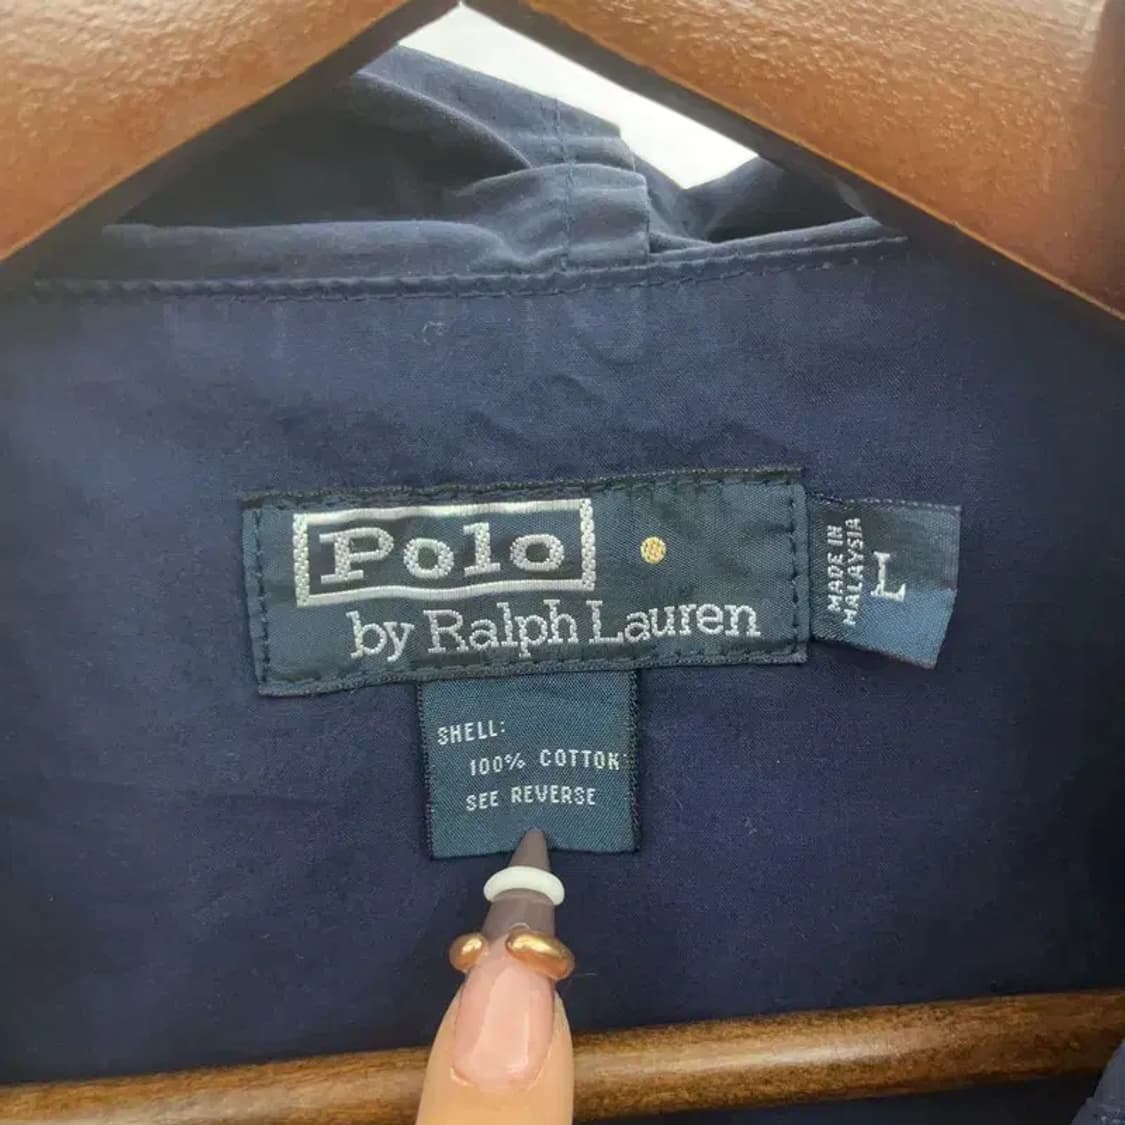 Polo
by Ralph Lauren
MADE IN
MALAYSIA
L
SHELL:
100% COTTON
SEE REVERSE